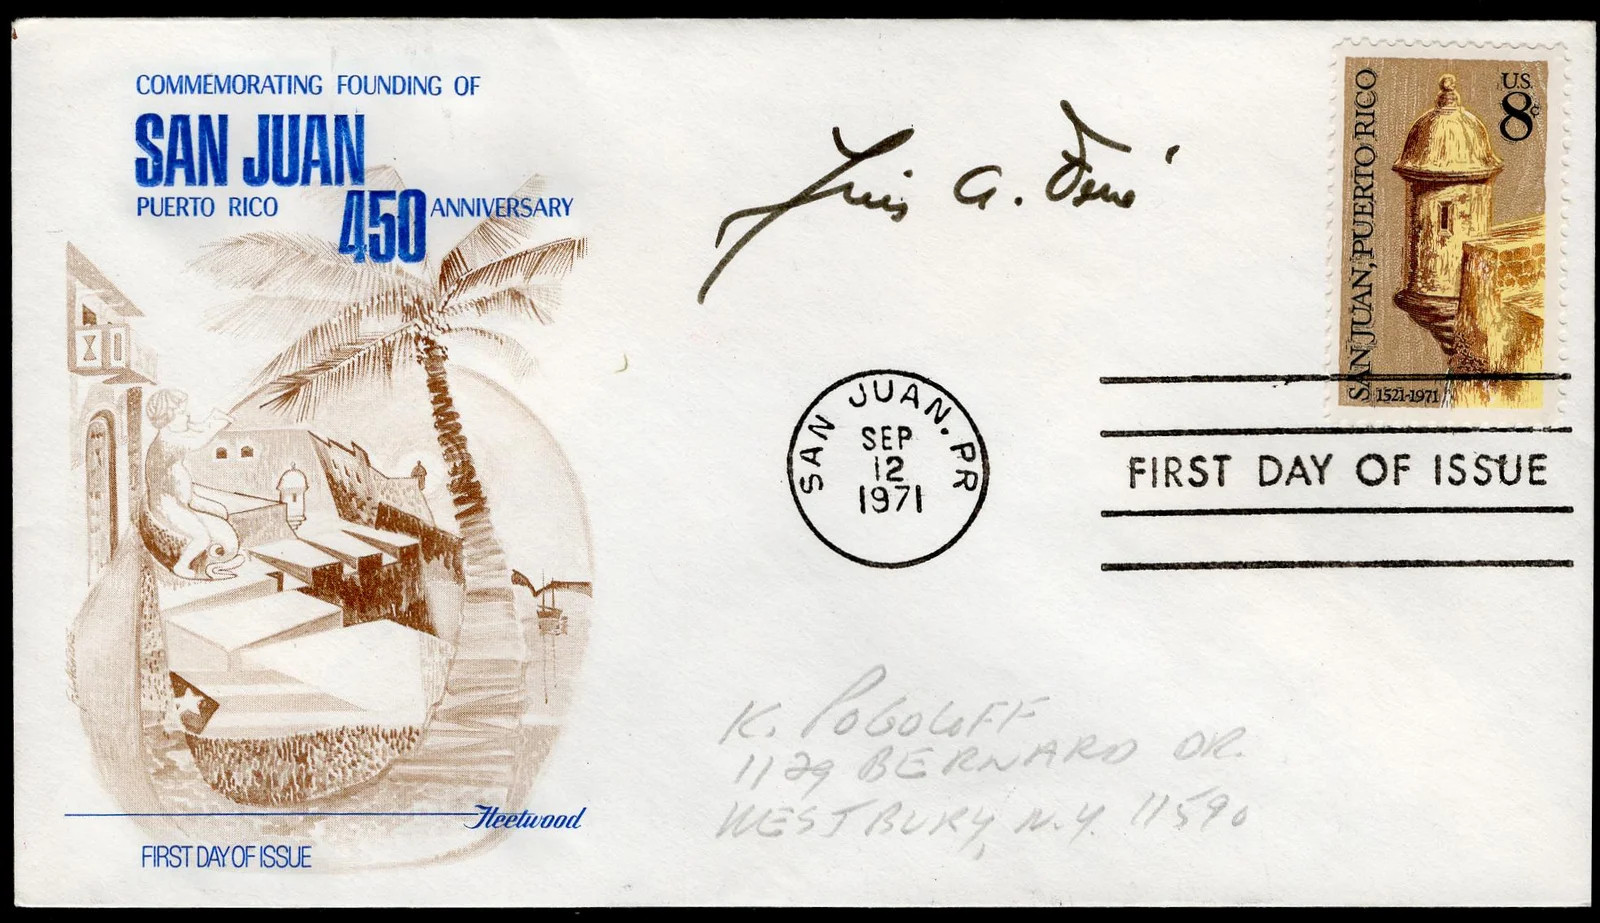 COMMEMORATING FOUNDING OF
SAN JUAN
PUERTO RICO
450 ANNIVERSARY
Luis A. Ferré
U.S.
8c
SAN JUAN, PUERTO RICO
1521-1971
SAN JUAN, PR
SEP
12
1971
FIRST DAY OF ISSUE
K. POGOLOFF
1129 BERNARD DR.
WESTBURY, N.Y. 11590
Fleetwood
FIRST DAY OF ISSUE